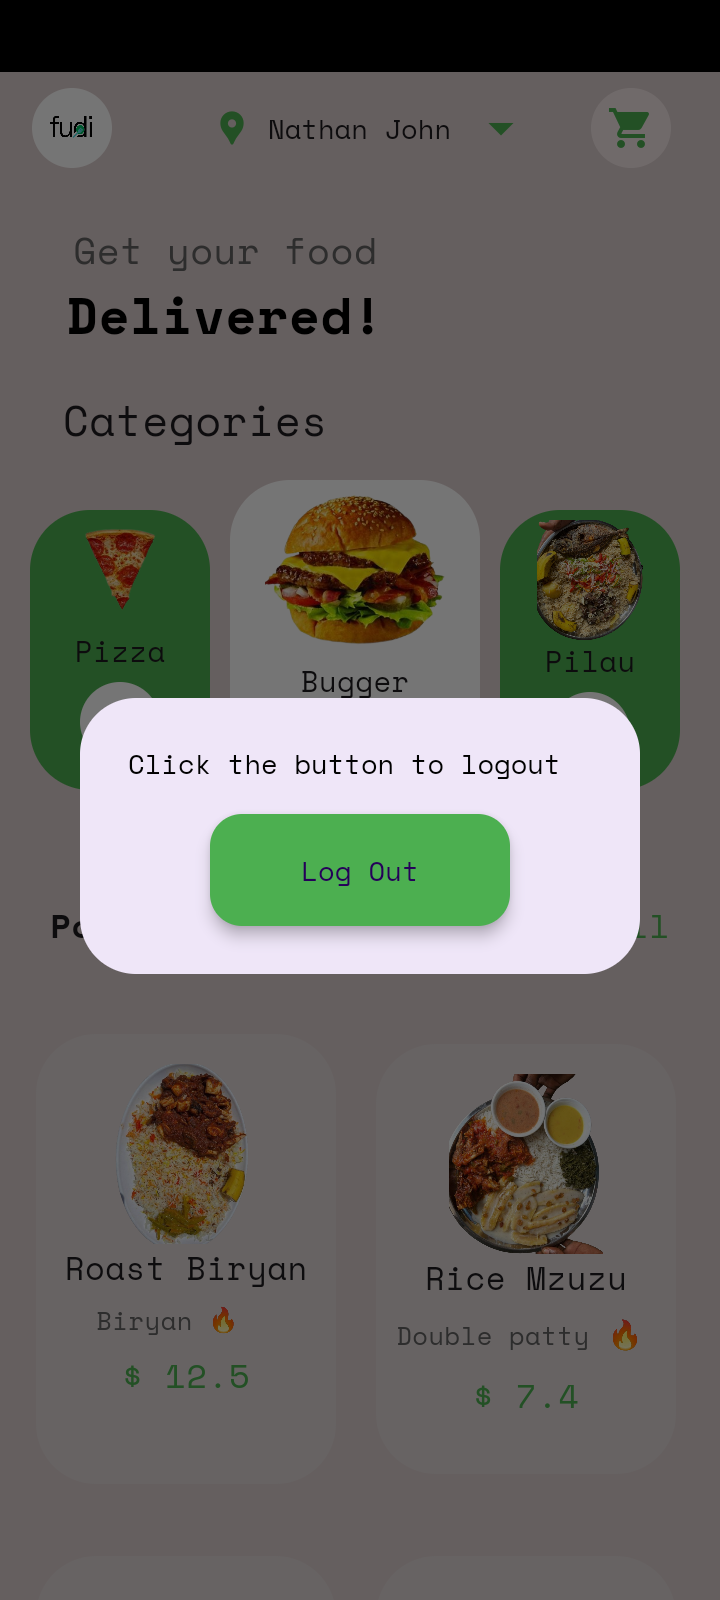 fudi
Nathan John
Get your food
Delivered!
Categories
Pizza
Bugger
Pilau
Click the button to logout
Log Out
Roast Biryan
Rice Mzuzu
Biryan 🔥
Double patty 🔥
$ 12.5
$ 7.4